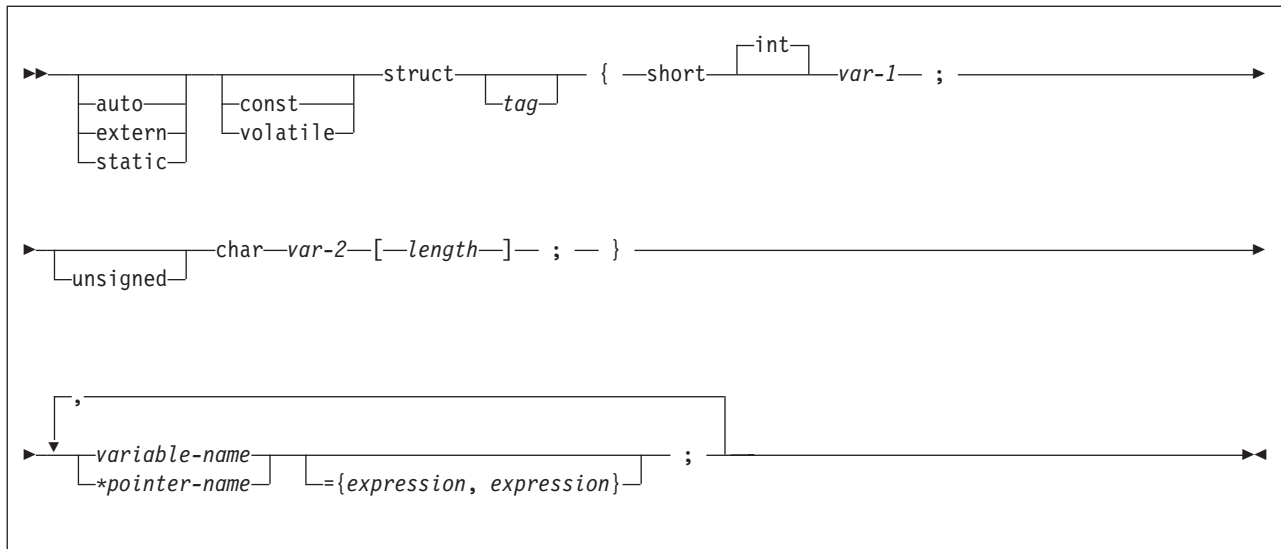 int
struct { short var-1 ;
auto const tag
extern volatile
static
char var-2 [ length ] ; }
unsigned
,
variable-name ;
*pointer-name ={expression, expression}